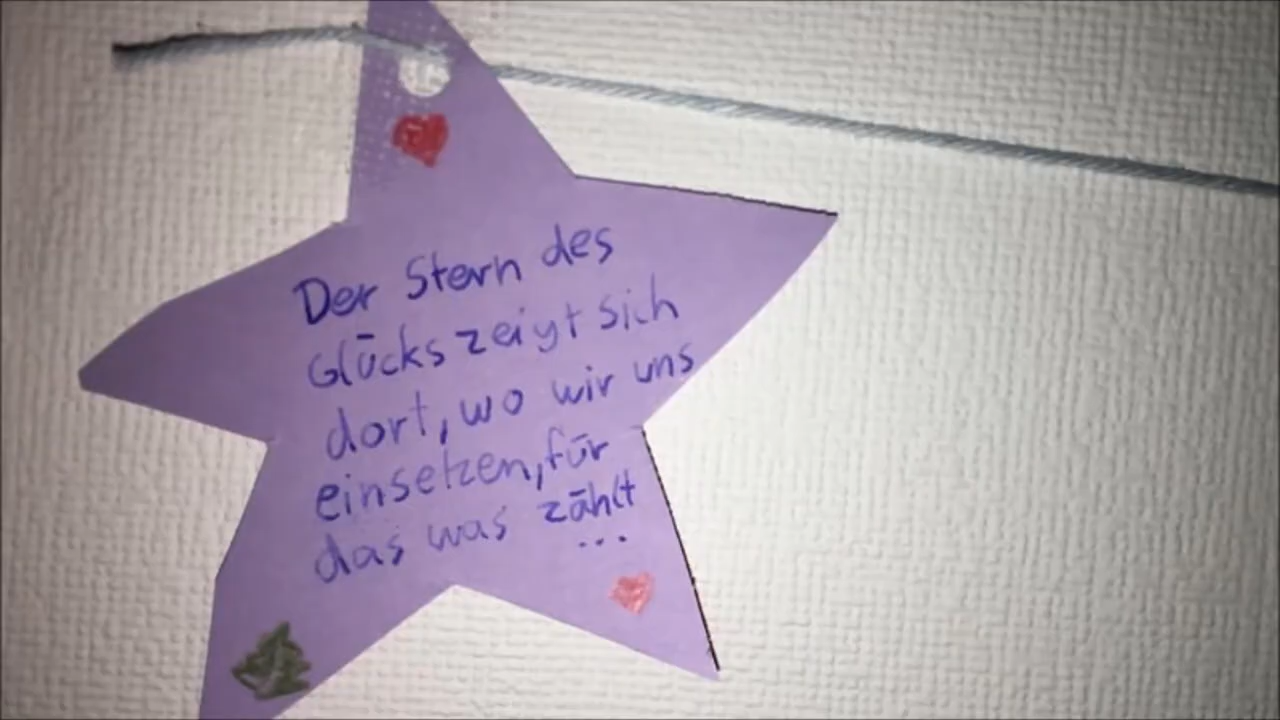 Der Stern des
Glücks zeigt sich
dort, wo wir uns
einsetzen, für
das was zählt
...